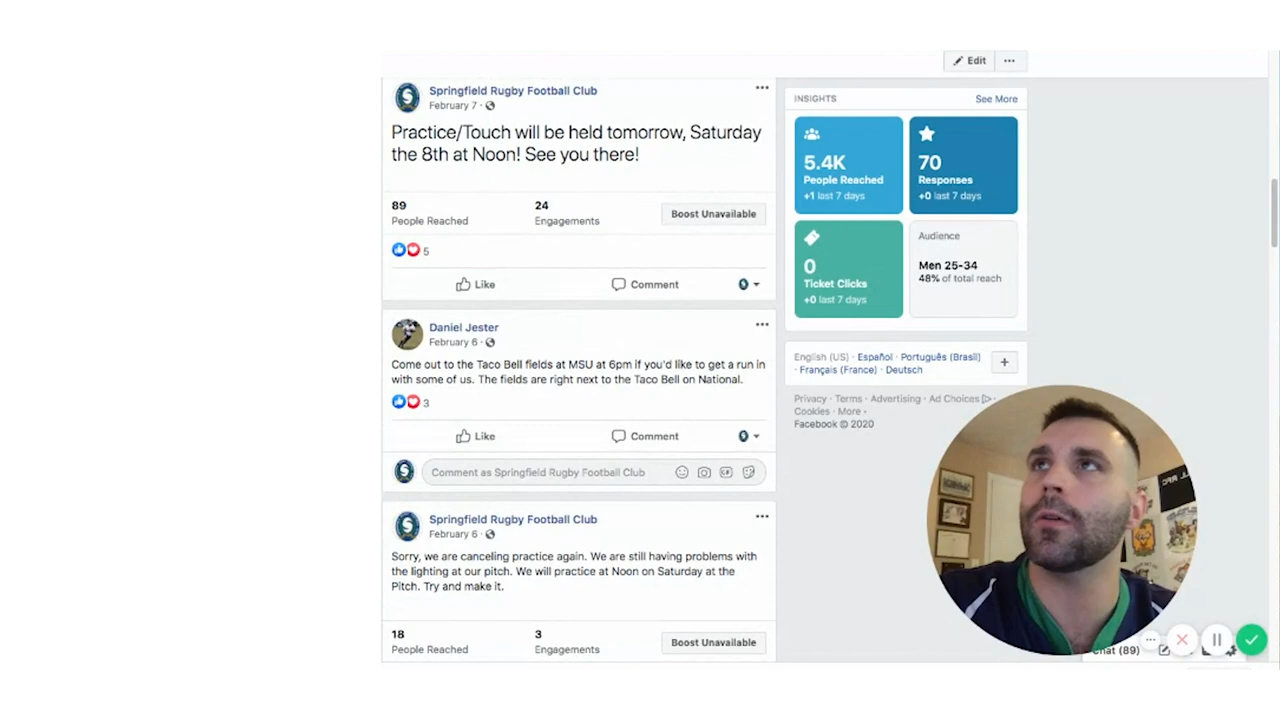 Edit
Springfield Rugby Football Club
February 7 ·
Practice/Touch will be held tomorrow, Saturday
the 8th at Noon! See you there!
89
People Reached
24
Engagements
Boost Unavailable
5
Like
Comment
Daniel Jester
February 6 ·
Come out to the Taco Bell fields at MSU at 6pm if you'd like to get a run in
with some of us. The fields are right next to the Taco Bell on National.
3
Like
Comment
Comment as Springfield Rugby Football Club
GIF
Springfield Rugby Football Club
February 6 ·
Sorry, we are canceling practice again. We are still having problems with
the lighting at our pitch. We will practice at Noon on Saturday at the
Pitch. Try and make it.
18
People Reached
3
Engagements
Boost Unavailable
INSIGHTS
See More
5.4K
People Reached
+1 last 7 days
70
Responses
+0 last 7 days
0
Ticket Clicks
+0 last 7 days
Audience
Men 25-34
48% of total reach
English (US) · Español · Português (Brasil)
· Français (France) · Deutsch
Privacy · Terms · Advertising · Ad Choices
Cookies · More
Facebook © 2020
Chat (89)